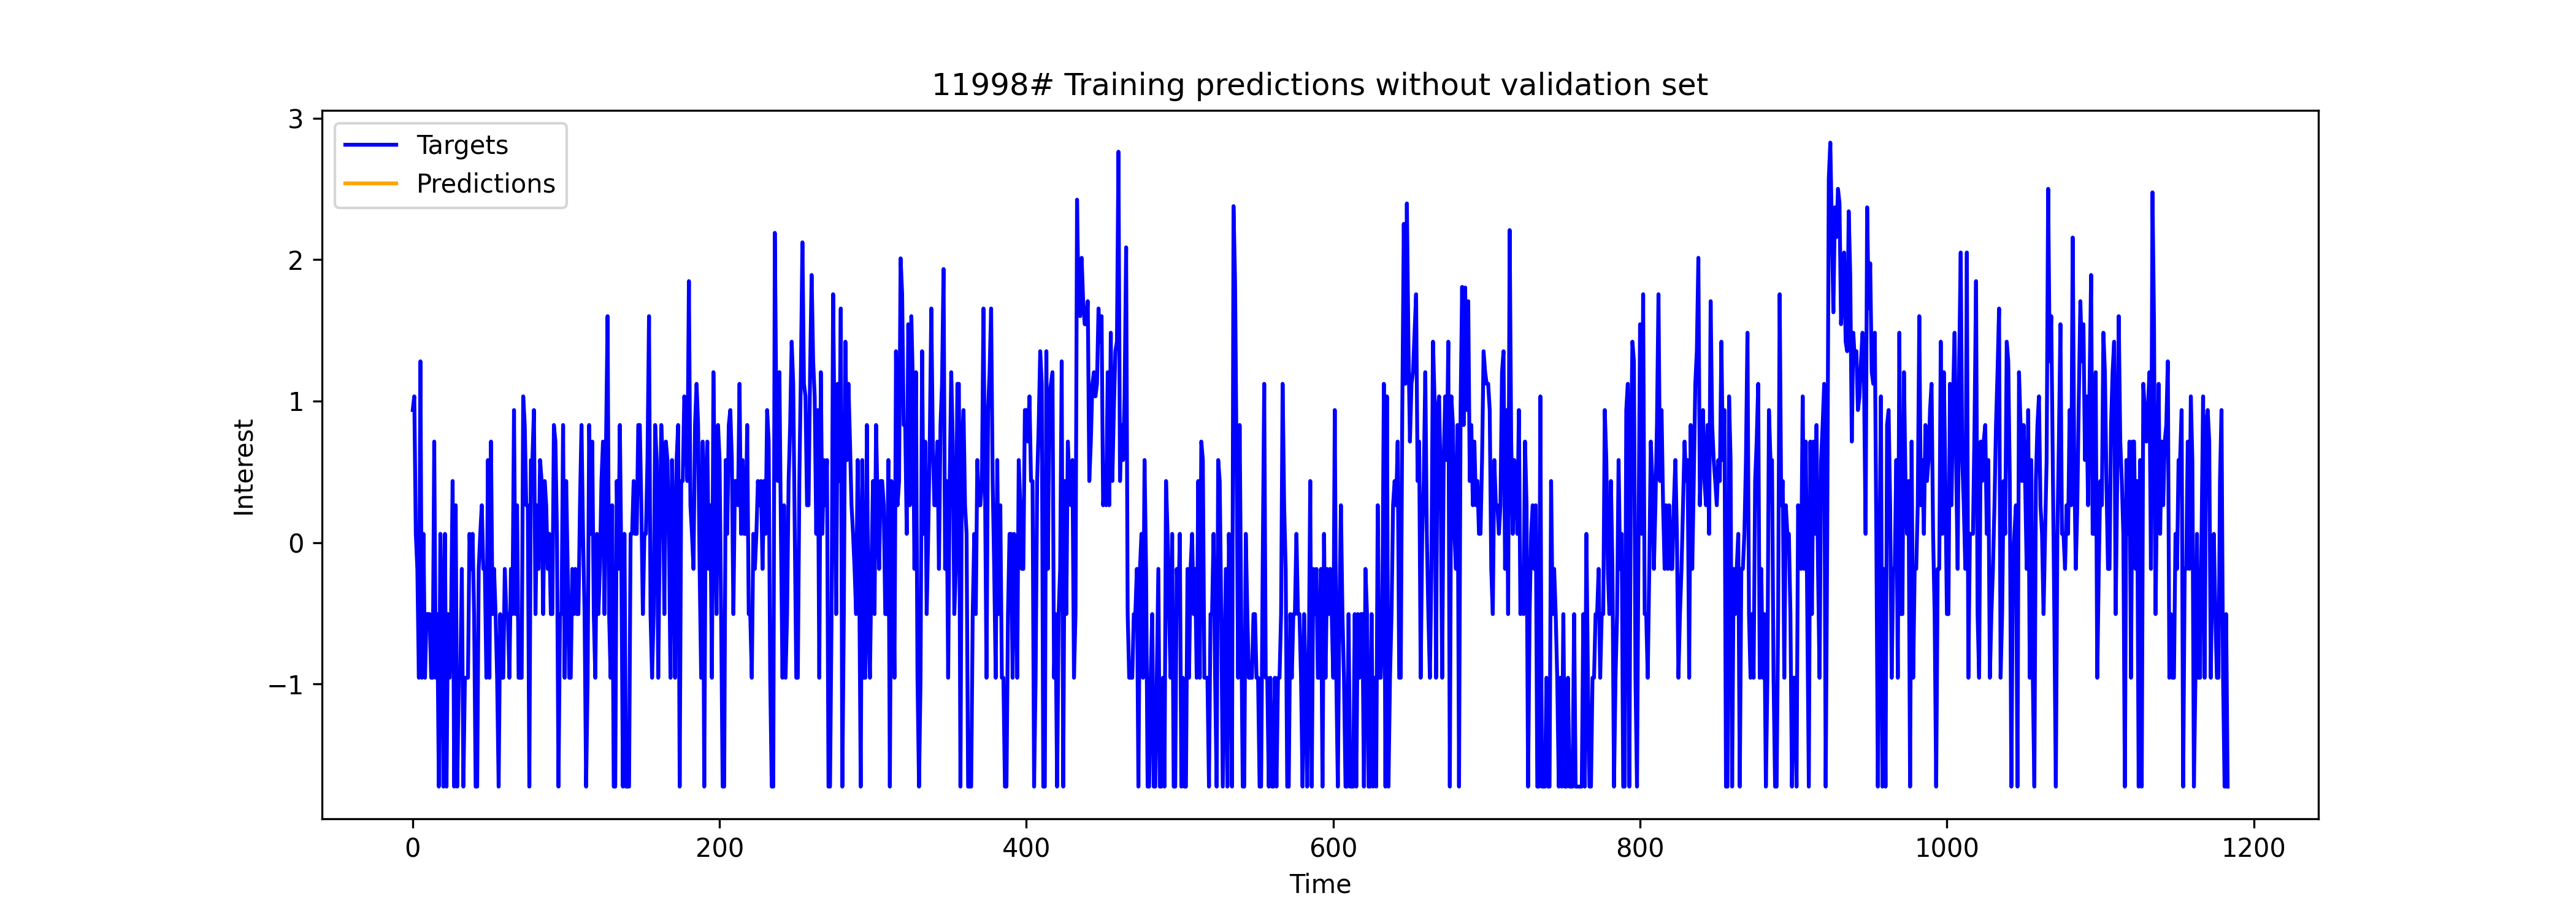 11998# Training predictions without validation set
3
Targets
Predictions
2
1
0
−1
Interest
0 200 400 600 800 1000 1200
Time